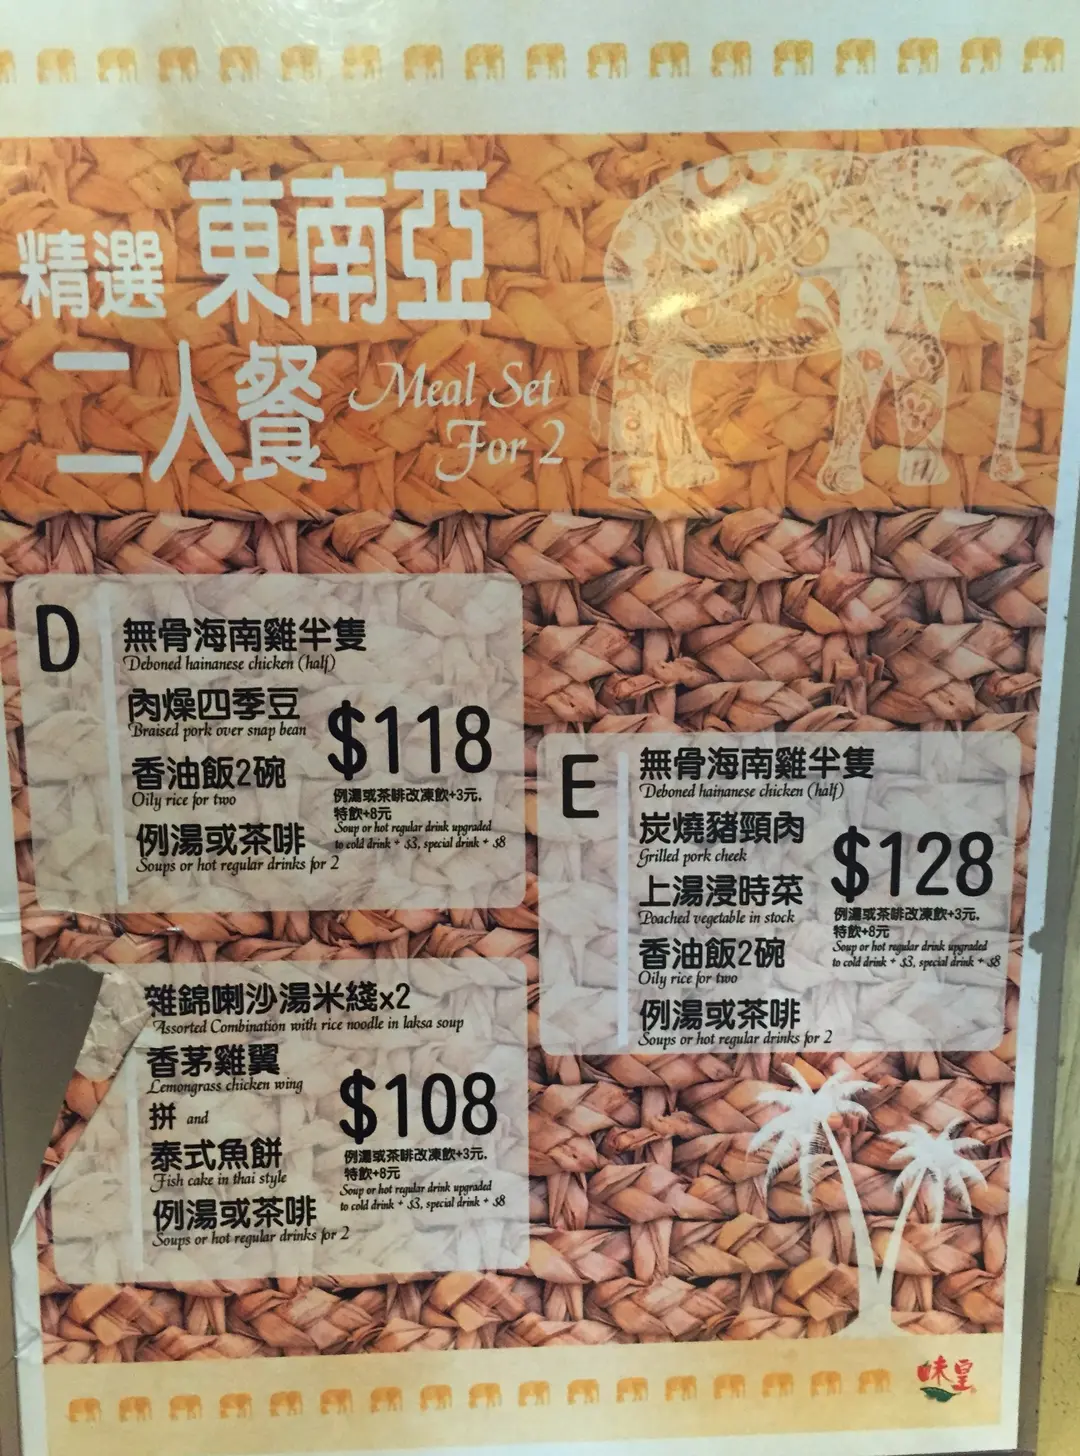 精選 東南亞
二人餐 Meal Set
For 2
D
無骨海南雞半隻
Deboned hainanese chicken (half)
肉燥四季豆
Braised pork over snap bean
香油飯2碗
Oily rice for two
例湯或茶啡
Soups or hot regular drinks for 2
$118
例湯或茶啡改凍飲+3元,
特飲+8元
Soup or hot regular drink upgraded
to cold drink + $3, special drink + $8
E
無骨海南雞半隻
Deboned hainanese chicken (half)
炭燒豬頸肉
Grilled pork cheek
上湯浸時菜
Poached vegetable in stock
香油飯2碗
Oily rice for two
例湯或茶啡
Soups or hot regular drinks for 2
$128
例湯或茶啡改凍飲+3元,
特飲+8元
Soup or hot regular drink upgraded
to cold drink + $3, special drink + $8
雜錦喇沙湯米綫x2
Assorted Combination with rice noodle in laksa soup
香茅雞翼
Lemongrass chicken wing
拼 and
泰式魚餅
Fish cake in thai style
例湯或茶啡
Soups or hot regular drinks for 2
$108
例湯或茶啡改凍飲+3元,
特飲+8元
Soup or hot regular drink upgraded
to cold drink + $3, special drink + $8
味皇